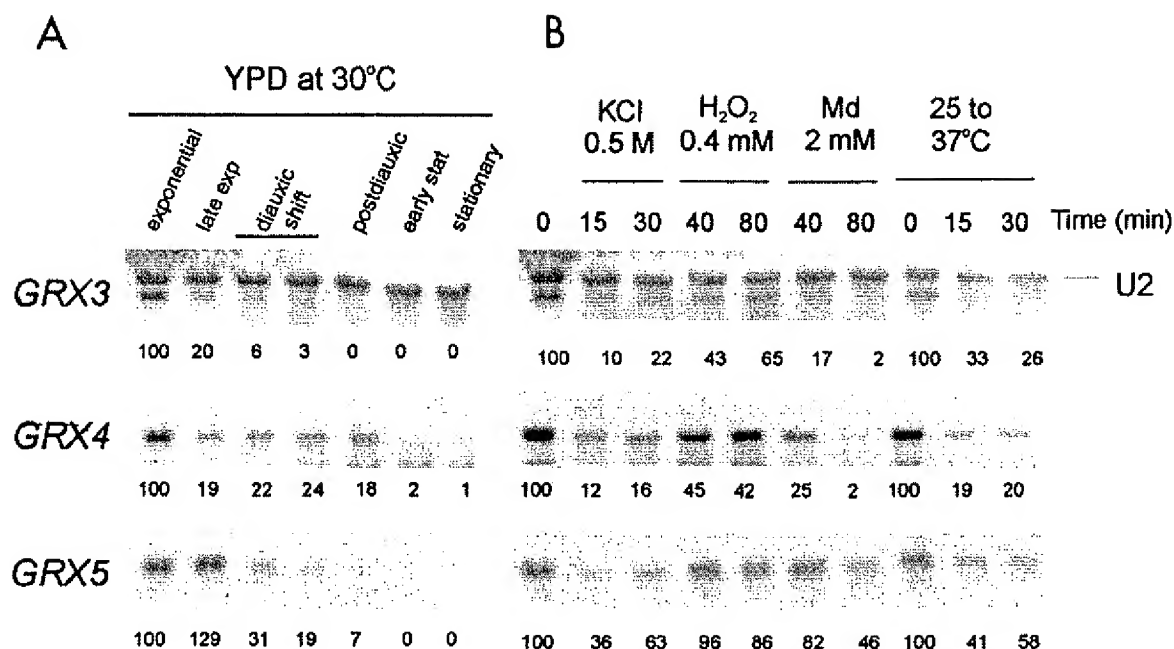 A
B
YPD at 30°C
exponential late exp diauxic shift postdiauxic early stat stationary
KCl 0.5 M H₂O₂ 0.4 mM Md 2 mM 25 to 37°C
0 15 30 40 80 40 80 0 15 30 Time (min)
GRX3 U2
100 20 6 3 0 0 0 100 10 22 43 65 17 2 100 33 26
GRX4
100 19 22 24 18 2 1 100 12 16 45 42 25 2 100 19 20
GRX5
100 129 31 19 7 0 0 100 36 63 96 86 82 46 100 41 58